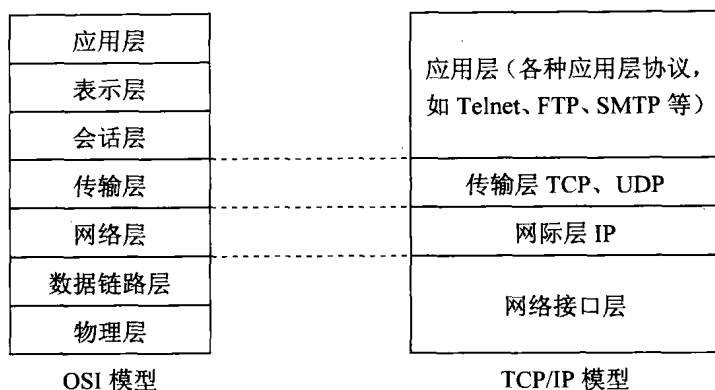 应用层
表示层
会话层
传输层
网络层
数据链路层
物理层
OSI 模型
应用层（各种应用层协议，
如 Telnet、FTP、SMTP 等）
传输层 TCP、UDP
网际层 IP
网络接口层
TCP/IP 模型